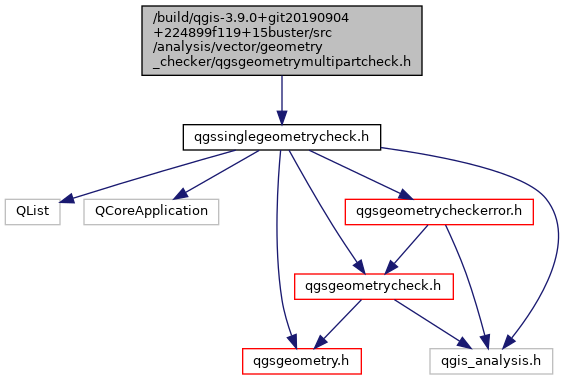 /build/qgis-3.9.0+git20190904
+224899f119+15buster/src
/analysis/vector/geometry
_checker/qgsgeometrymultipartcheck.h
qgssinglegeometrycheck.h
QList
QCoreApplication
qgsgeometrycheckerror.h
qgsgeometrycheck.h
qgsgeometry.h
qgis_analysis.h